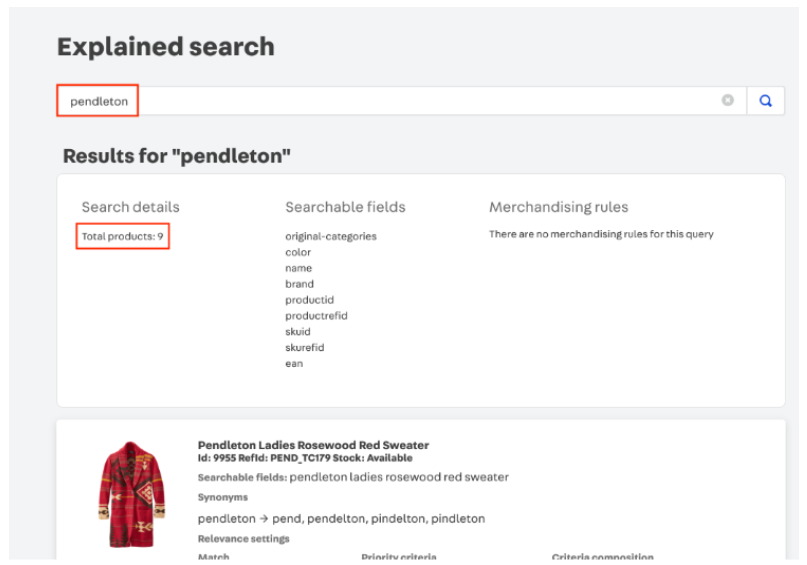 Explained search
pendleton
Results for "pendleton"
Search details
Total products: 9
Searchable fields
original-categories
color
name
brand
productid
productrefid
skuid
skurefid
ean
Merchandising rules
There are no merchandising rules for this query
Pendleton Ladies Rosewood Red Sweater
Id: 9955 RefId: PEND_TC179 Stock: Available
Searchable fields: pendleton ladies rosewood red sweater
Synonyms
pendleton → pend, pendelton, pindelton, pindleton
Relevance settings
Match Priority criteria Criteria composition